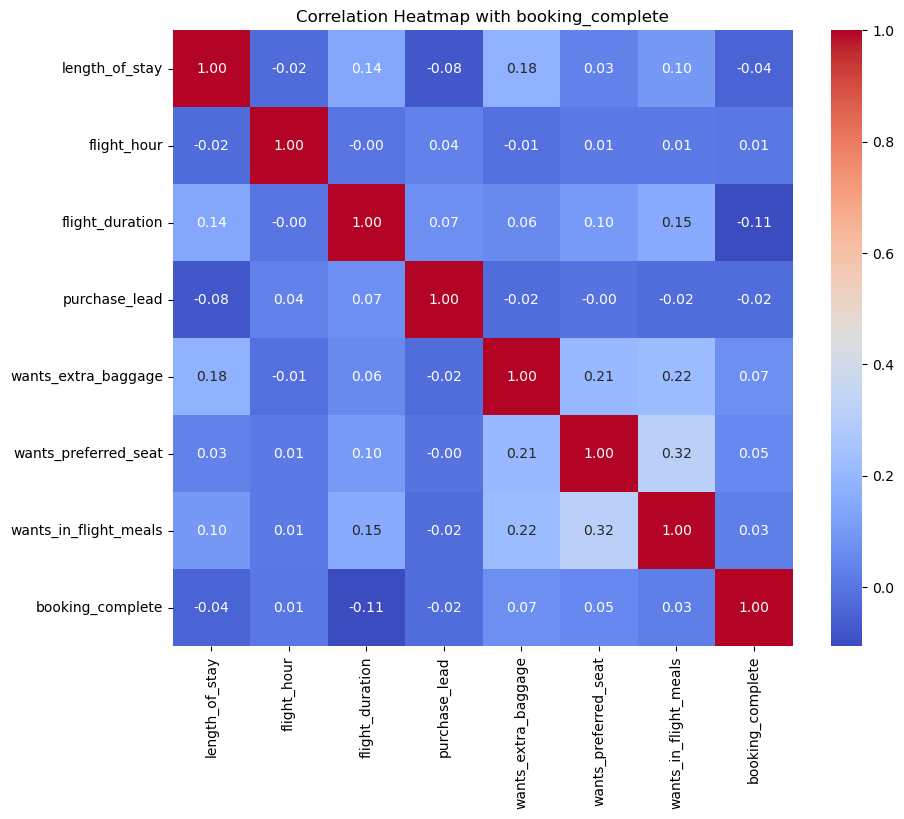 Correlation Heatmap with booking_complete
length_of_stay 1.00 -0.02 0.14 -0.08 0.18 0.03 0.10 -0.04
flight_hour -0.02 1.00 -0.00 0.04 -0.01 0.01 0.01 0.01
flight_duration 0.14 -0.00 1.00 0.07 0.06 0.10 0.15 -0.11
purchase_lead -0.08 0.04 0.07 1.00 -0.02 -0.00 -0.02 -0.02
wants_extra_baggage 0.18 -0.01 0.06 -0.02 1.00 0.21 0.22 0.07
wants_preferred_seat 0.03 0.01 0.10 -0.00 0.21 1.00 0.32 0.05
wants_in_flight_meals 0.10 0.01 0.15 -0.02 0.22 0.32 1.00 0.03
booking_complete -0.04 0.01 -0.11 -0.02 0.07 0.05 0.03 1.00
length_of_stay
flight_hour
flight_duration
purchase_lead
wants_extra_baggage
wants_preferred_seat
wants_in_flight_meals
booking_complete
1.0
0.8
0.6
0.4
0.2
0.0